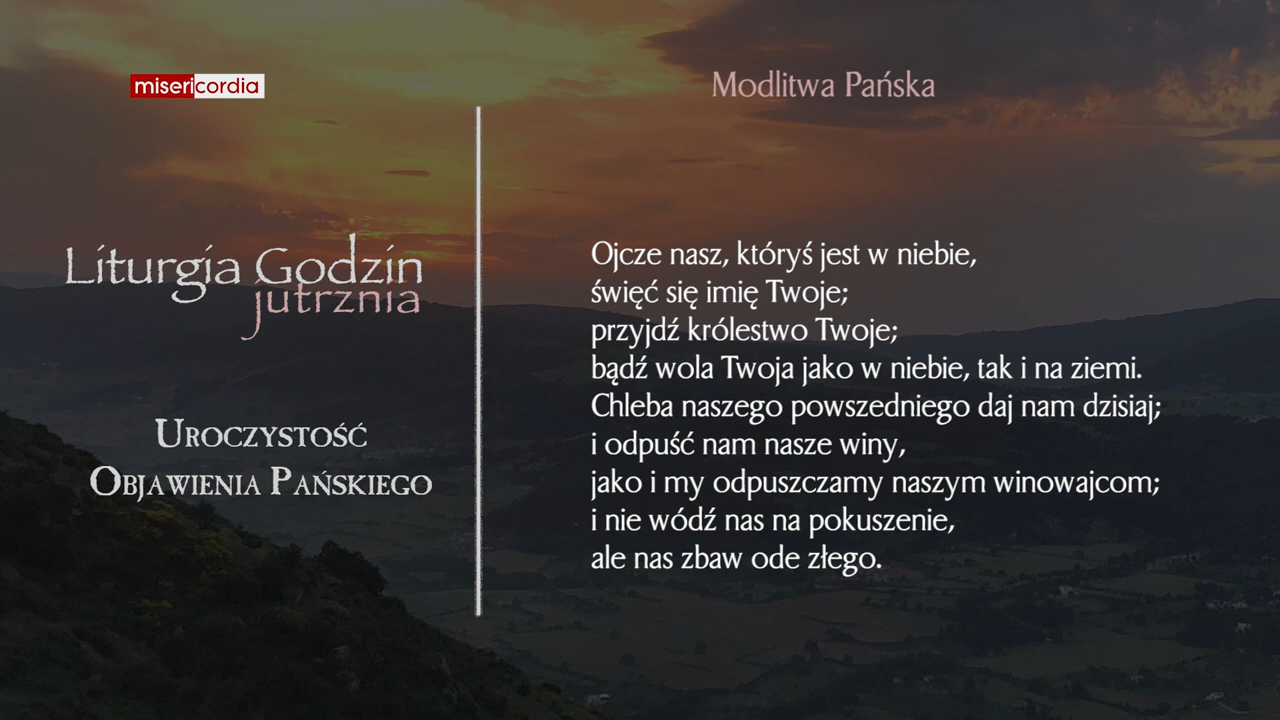 misericordia
Liturgia Godzin
jutrznia
Uroczystość
Objawienia Pańskiego
Modlitwa Pańska
Ojcze nasz, któryś jest w niebie,
święć się imię Twoje;
przyjdź królestwo Twoje;
bądź wola Twoja jako w niebie, tak i na ziemi.
Chleba naszego powszedniego daj nam dzisiaj;
i odpuść nam nasze winy,
jako i my odpuszczamy naszym winowajcom;
i nie wódź nas na pokuszenie,
ale nas zbaw ode złego.